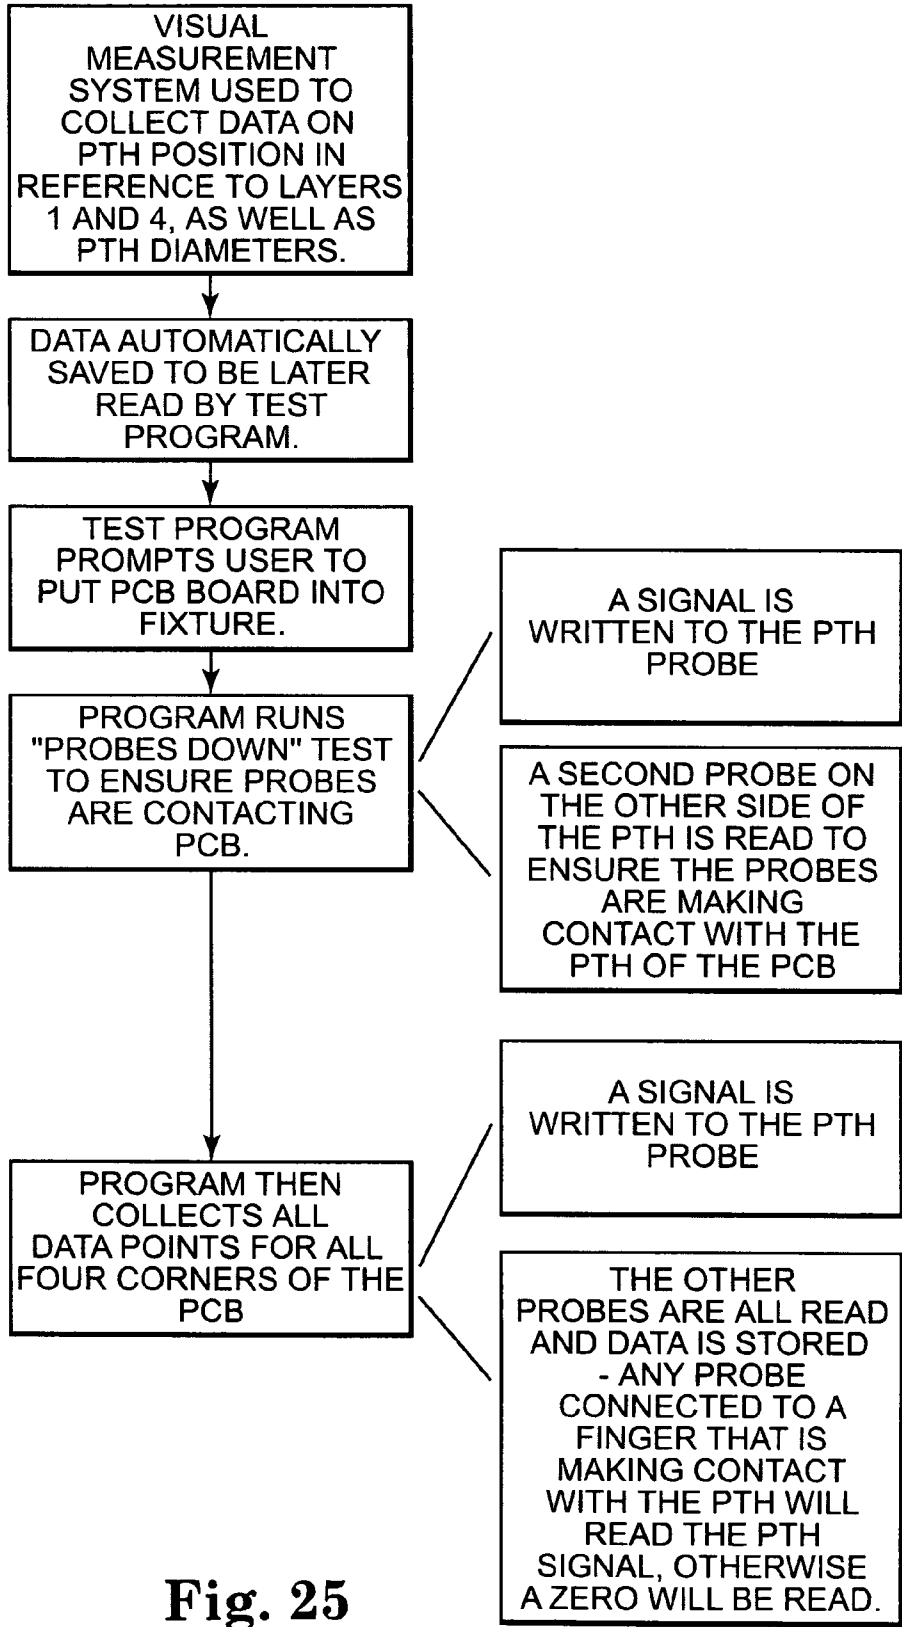 VISUAL
MEASUREMENT
SYSTEM USED TO
COLLECT DATA ON
PTH POSITION IN
REFERENCE TO LAYERS
1 AND 4, AS WELL AS
PTH DIAMETERS.
DATA AUTOMATICALLY
SAVED TO BE LATER
READ BY TEST
PROGRAM.
TEST PROGRAM
PROMPTS USER TO
PUT PCB BOARD INTO
FIXTURE.
PROGRAM RUNS
"PROBES DOWN" TEST
TO ENSURE PROBES
ARE CONTACTING
PCB.
A SIGNAL IS
WRITTEN TO THE PTH
PROBE
A SECOND PROBE ON
THE OTHER SIDE OF
THE PTH IS READ TO
ENSURE THE PROBES
ARE MAKING
CONTACT WITH THE
PTH OF THE PCB
PROGRAM THEN
COLLECTS ALL
DATA POINTS FOR ALL
FOUR CORNERS OF THE
PCB
A SIGNAL IS
WRITTEN TO THE PTH
PROBE
THE OTHER
PROBES ARE ALL READ
AND DATA IS STORED
- ANY PROBE
CONNECTED TO A
FINGER THAT IS
MAKING CONTACT
WITH THE PTH WILL
READ THE PTH
SIGNAL, OTHERWISE
A ZERO WILL BE READ.
Fig. 25